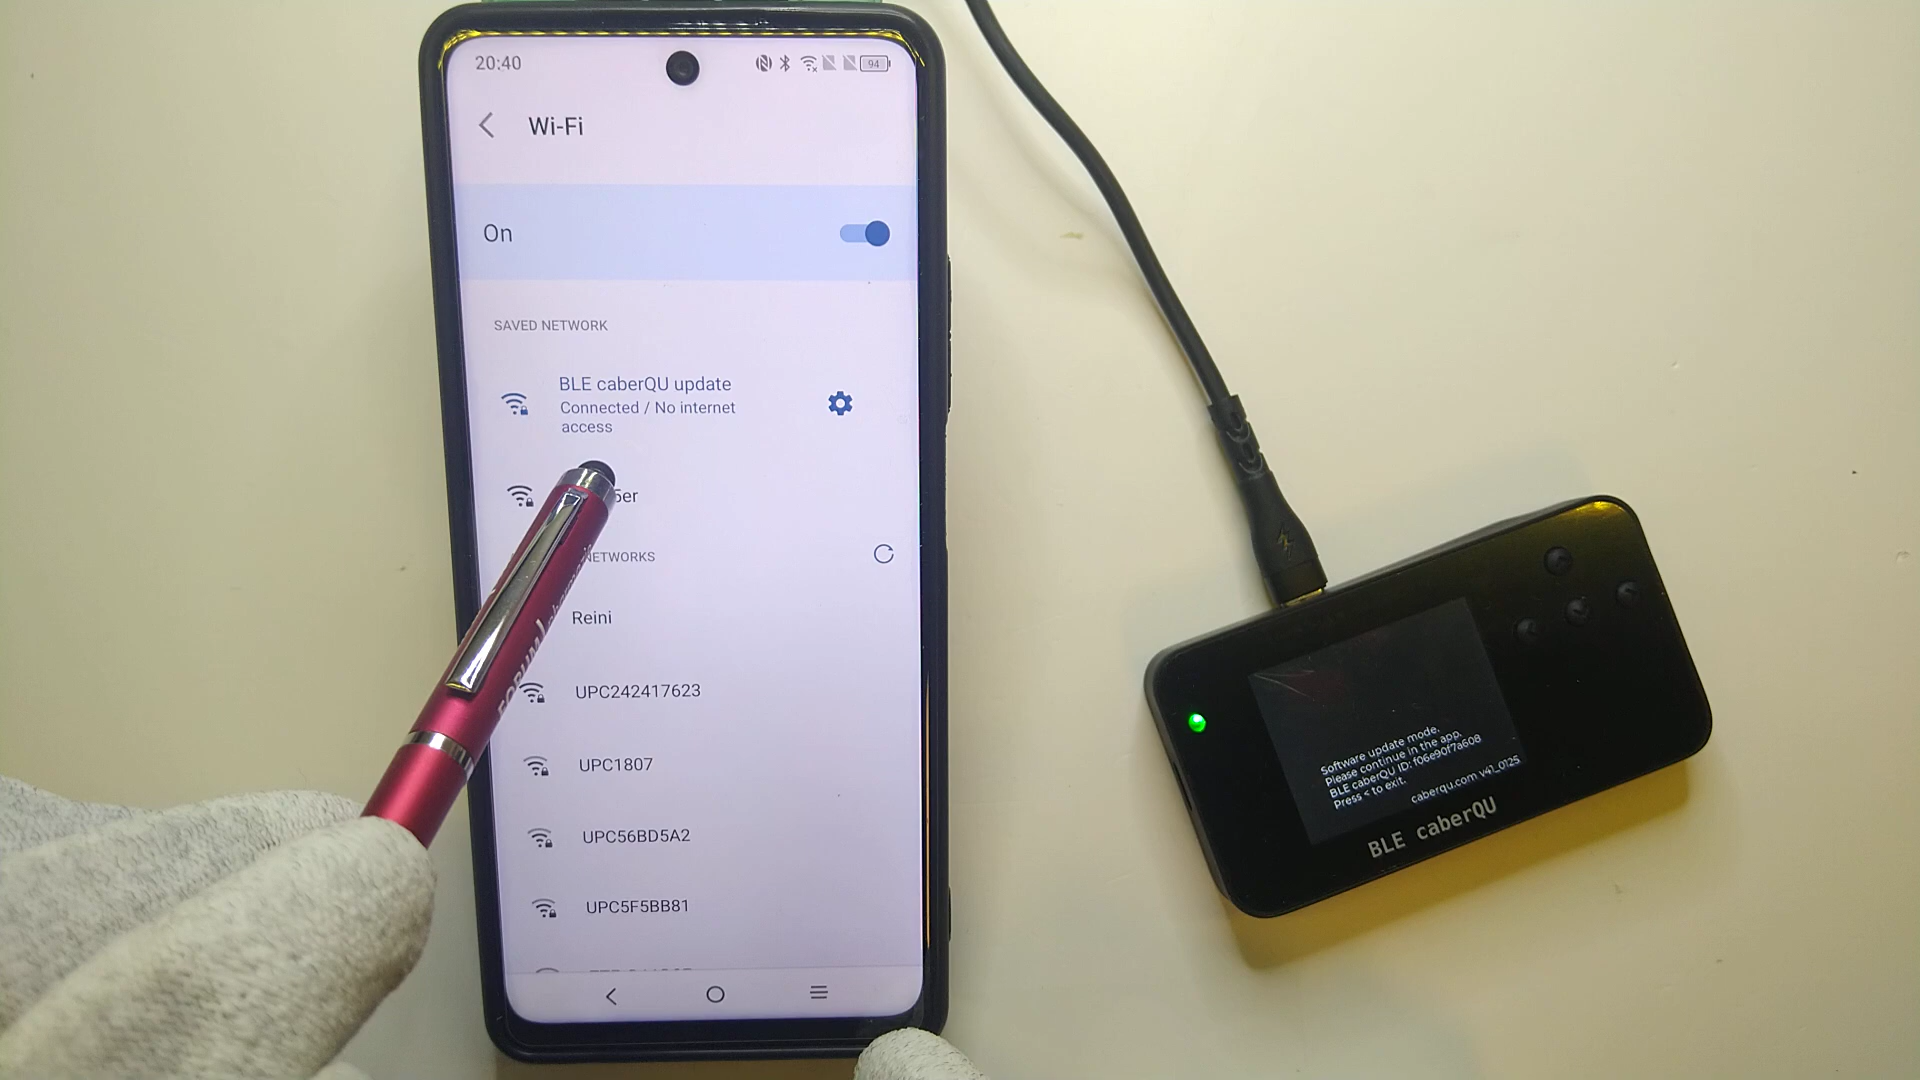 20:40
94
Wi-Fi
On
SAVED NETWORK
BLE caberQU update
Connected / No internet
access
NETWORKS
Reini
UPC242417623
UPC1807
UPC56BD5A2
UPC5F5BB81
Software update mode.
Please continue in the app.
BLE caberQU ID: f06e90f7a608
Press < to exit.
caberqu.com v41_0125
BLE caberQU